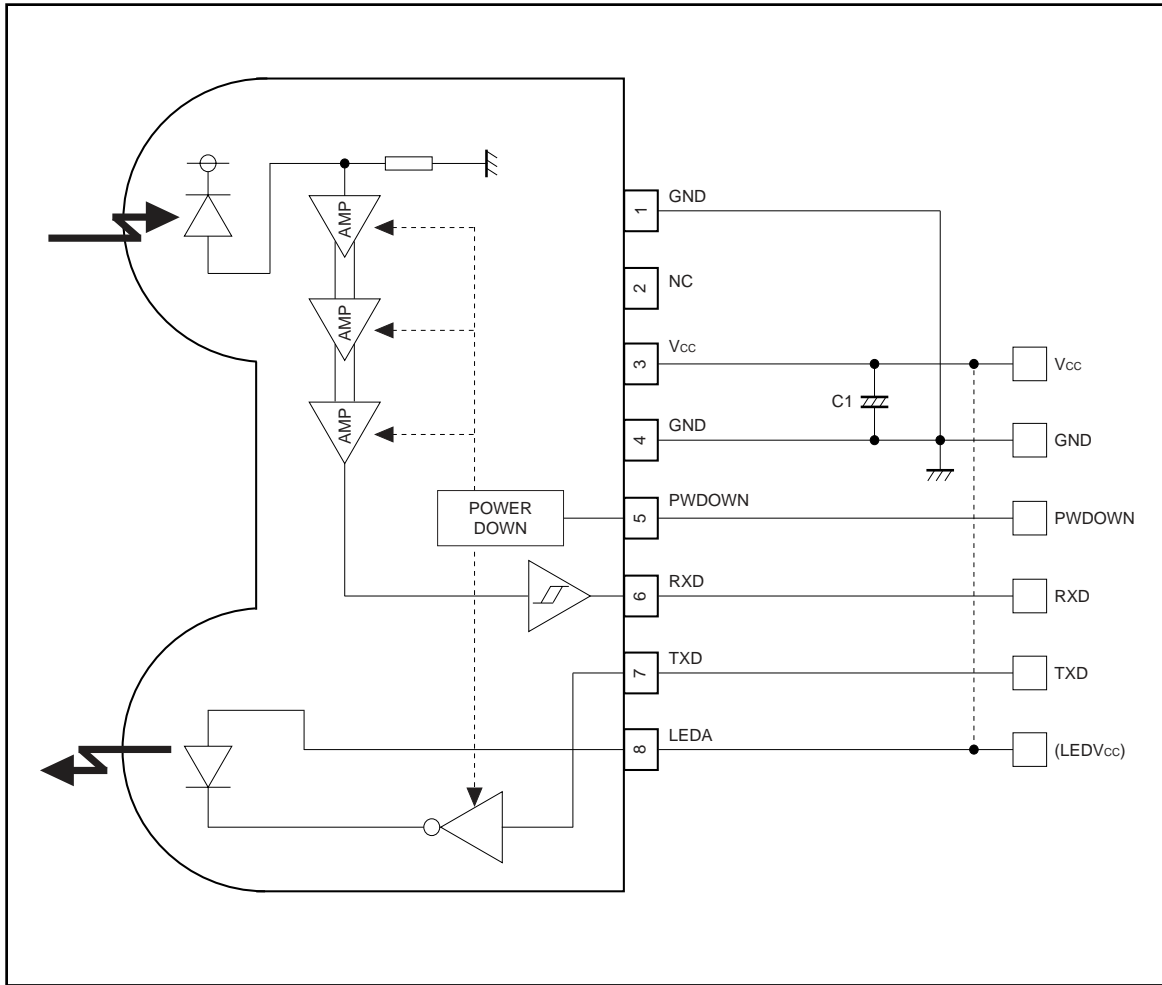 AMP
AMP
AMP
POWER
DOWN
1
GND
2
NC
3
Vcc
4
GND
5
PWDOWN
6
RXD
7
TXD
8
LEDA
C1
Vcc
GND
PWDOWN
RXD
TXD
(LEDVcc)